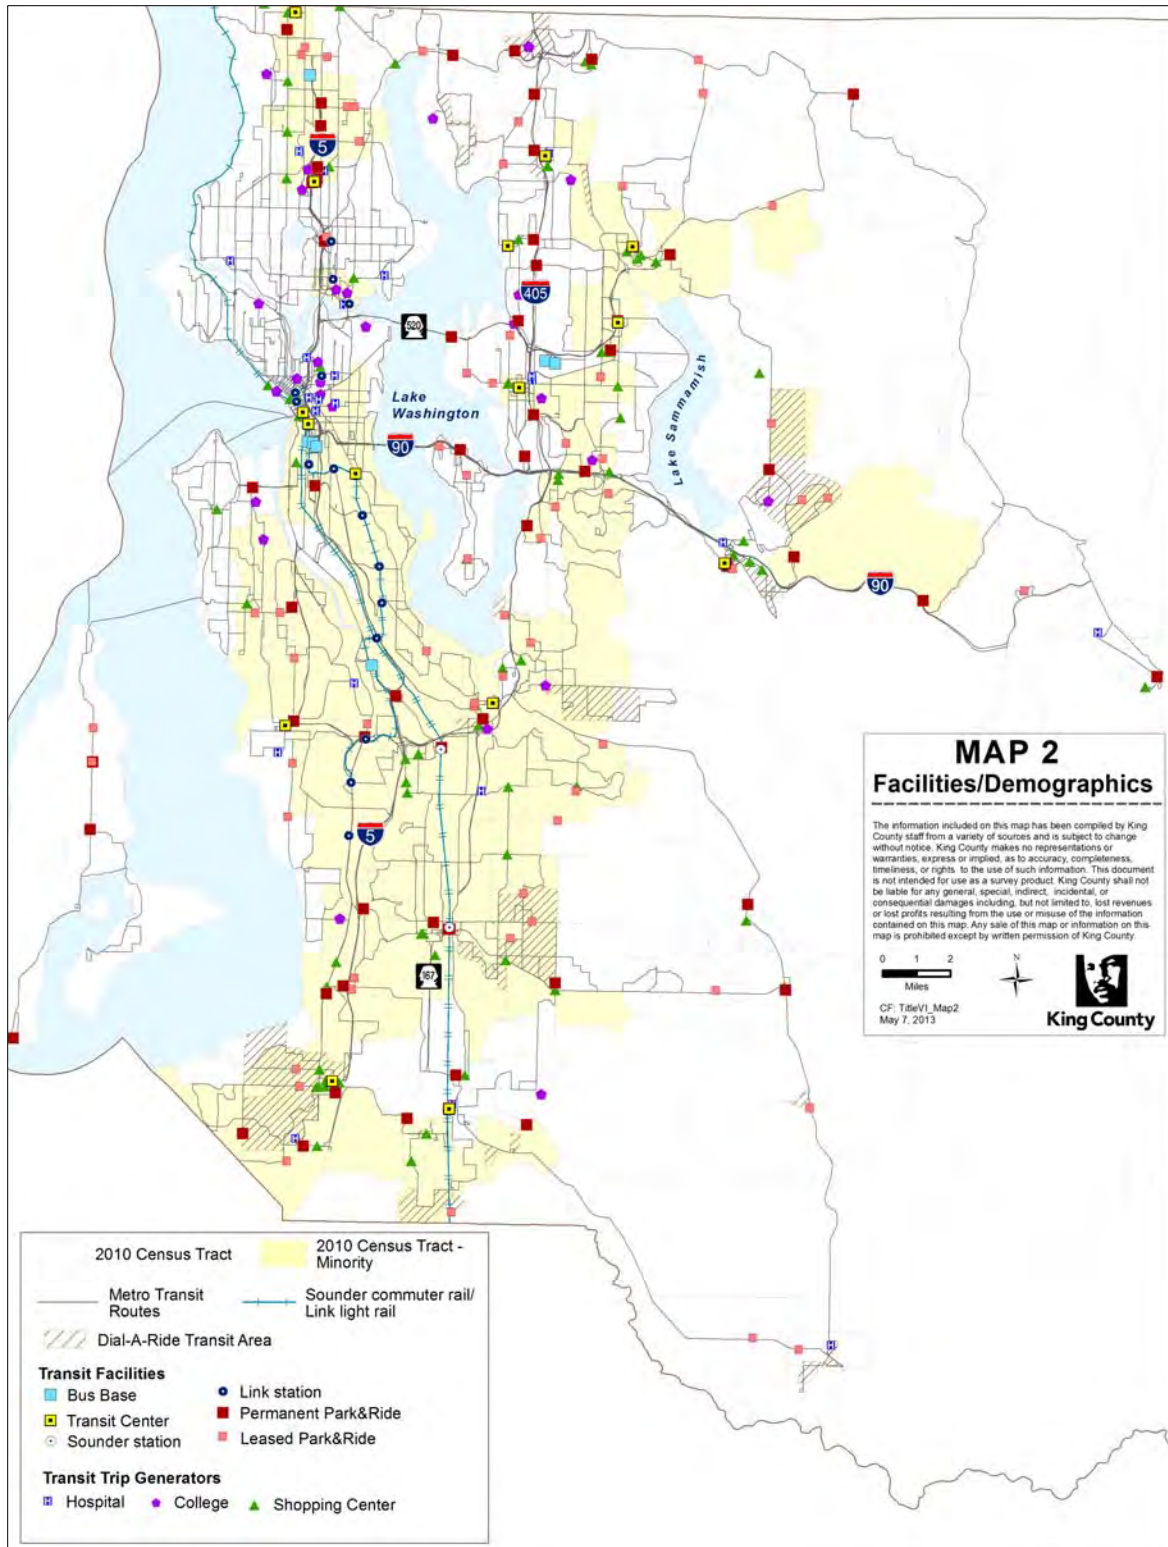 5
405
520
Lake
Washington
Lake Sammamish
90
90
5
167
MAP 2
Facilities/Demographics
The information included on this map has been compiled by King
County staff from a variety of sources and is subject to change
without notice. King County makes no representations or
warranties, express or implied, as to accuracy, completeness,
timeliness, or rights to the use of such information. This document
is not intended for use as a survey product. King County shall not
be liable for any general, special, indirect, incidental, or
consequential damages including, but not limited to, lost revenues
or lost profits resulting from the use or misuse of the information
contained on this map. Any sale of this map or information on this
map is prohibited except by written permission of King County.
0 1 2
Miles
N
CF: TitleVI_Map2
May 7, 2013
King County
2010 Census Tract
2010 Census Tract -
Minority
Metro Transit
Routes
Sounder commuter rail/
Link light rail
Dial-A-Ride Transit Area
Transit Facilities
Bus Base
Link station
Transit Center
Permanent Park&Ride
Sounder station
Leased Park&Ride
Transit Trip Generators
H Hospital
College
Shopping Center